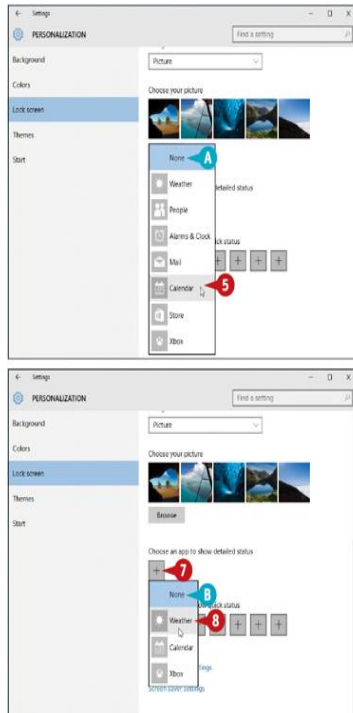 ← Settings
PERSONALIZATION
Find a setting
Background
Picture
Colors
Choose your picture
Lock screen
Themes
None A
Start
Weather
detailed status
People
Alarms & Clock
quick status
Mail
Calendar 5
Store
Xbox
← Settings
PERSONALIZATION
Find a setting
Background
Picture
Colors
Choose your picture
Lock screen
Themes
Browse
Start
Choose an app to show detailed status
+ 7
None B
quick status
Weather 8
Calendar
Xbox
Screen saver settings